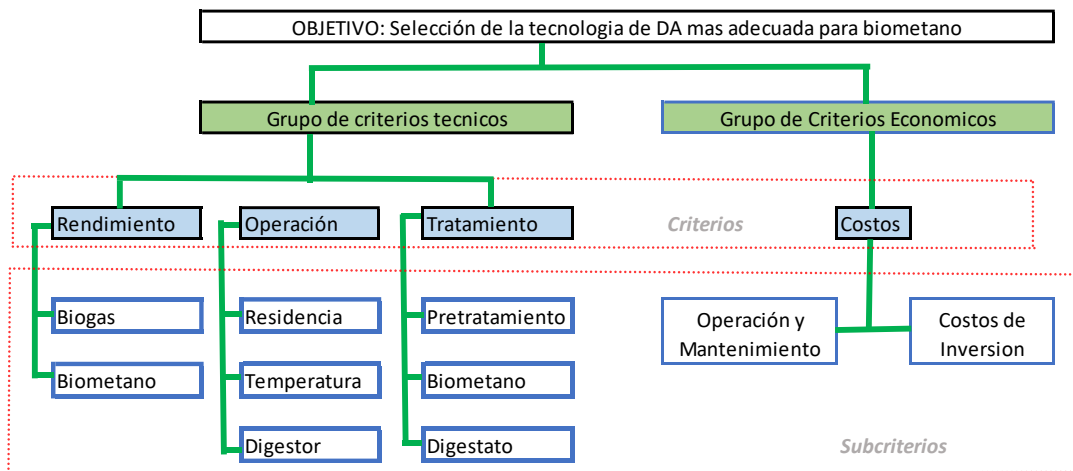 OBJETIVO: Selección de la tecnologia de DA mas adecuada para biometano
Grupo de criterios tecnicos
Grupo de Criterios Economicos
Rendimiento
Operación
Tratamiento
Criterios
Costos
Biogas
Residencia
Pretratamiento
Operación y
Mantenimiento
Costos de
Inversion
Biometano
Temperatura
Biometano
Digestor
Digestato
Subcriterios